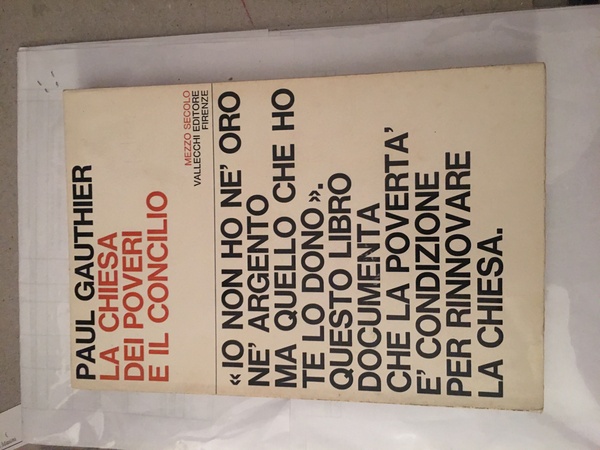 PAUL GAUTHIER
LA CHIESA
DEI POVERI
E IL CONCILIO
MEZZO SECOLO
VALLECCHI EDITORE
FIRENZE
«IO NON HO NE' ORO
NE' ARGENTO
MA QUELLO CHE HO
TE LO DONO».
QUESTO LIBRO
DOCUMENTA
CHE LA POVERTA'
E' CONDIZIONE
PER RINNOVARE
LA CHIESA.